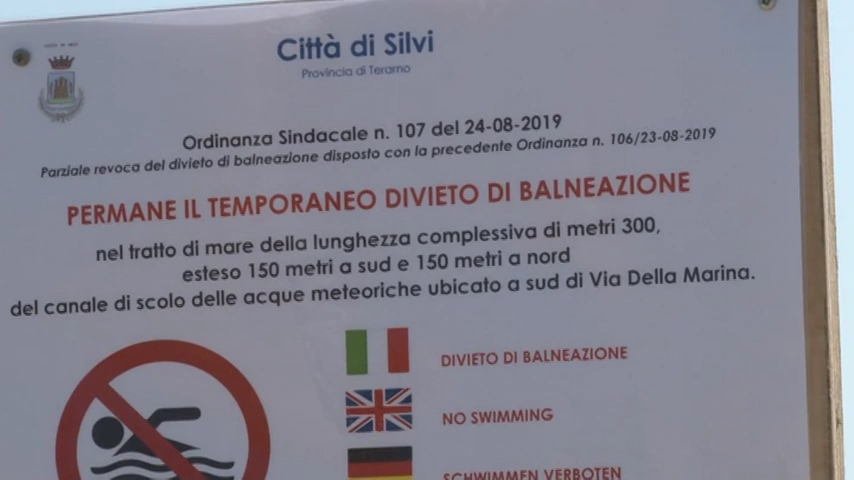 Città di Silvi
Provincia di Teramo
Ordinanza Sindacale n. 107 del 24-08-2019
Parziale revoca del divieto di balneazione disposto con la precedente Ordinanza n. 106/23-08-2019
PERMANE IL TEMPORANEO DIVIETO DI BALNEAZIONE
nel tratto di mare della lunghezza complessiva di metri 300,
esteso 150 metri a sud e 150 metri a nord
del canale di scolo delle acque meteoriche ubicato a sud di Via Della Marina.
DIVIETO DI BALNEAZIONE
NO SWIMMING
SCHWIMMEN VERBOTEN